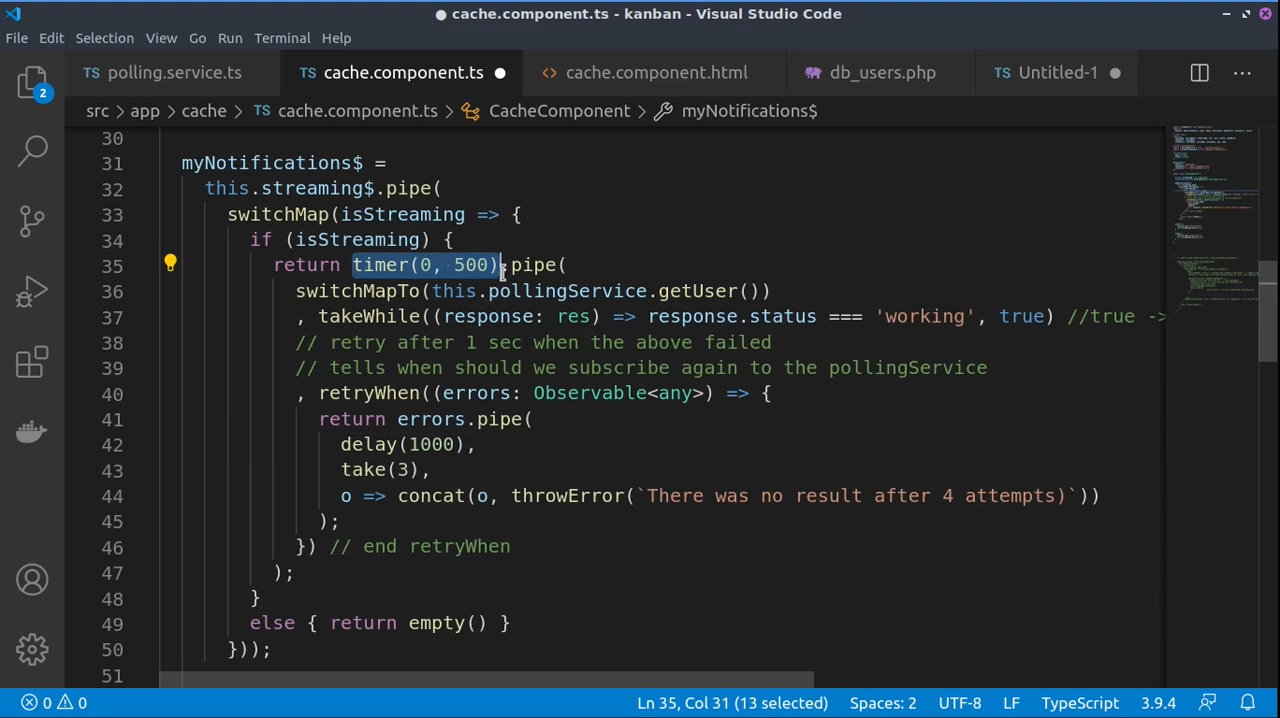 cache.component.ts - kanban - Visual Studio Code
File Edit Selection View Go Run Terminal Help
TS polling.service.ts TS cache.component.ts <> cache.component.html db_users.php TS Untitled-1 ...
src > app > cache > TS cache.component.ts > CacheComponent > myNotifications$
30
31 myNotifications$ =
32 this.streaming$.pipe(
33 switchMap(isStreaming => {
34 if (isStreaming) {
35 return timer(0, 500).pipe(
36 switchMapTo(this.pollingService.getUser())
37 , takeWhile((response: res) => response.status === 'working', true) //true ->
38 // retry after 1 sec when the above failed
39 // tells when should we subscribe again to the pollingService
40 , retryWhen((errors: Observable<any>) => {
41 return errors.pipe(
42 delay(1000),
43 take(3),
44 o => concat(o, throwError(`There was no result after 4 attempts)`))
45 );
46 }) // end retryWhen
47 );
48 }
49 else { return empty() }
50 }));
51
2
0 0 Ln 35, Col 31 (13 selected) Spaces: 2 UTF-8 LF TypeScript 3.9.4